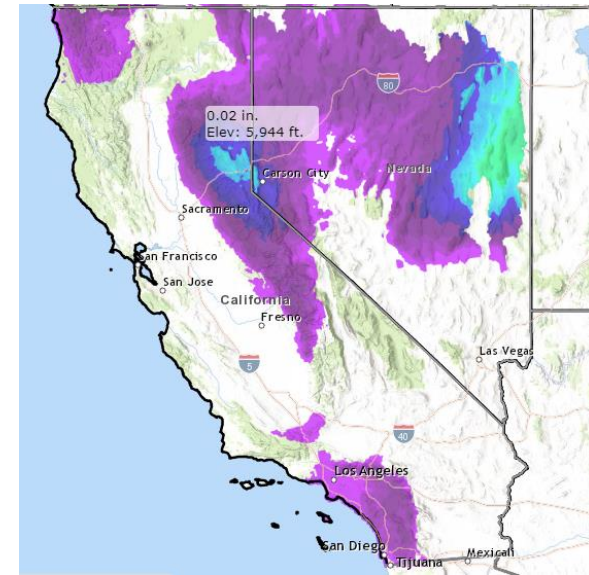 80
0.02 in.
Elev: 5,944 ft.
Carson City
Nevada
Sacramento
San Francisco
San Jose
California
Fresno
5
Las Vegas
40
Los Angeles
San Diego
Tijuana
Mexicali